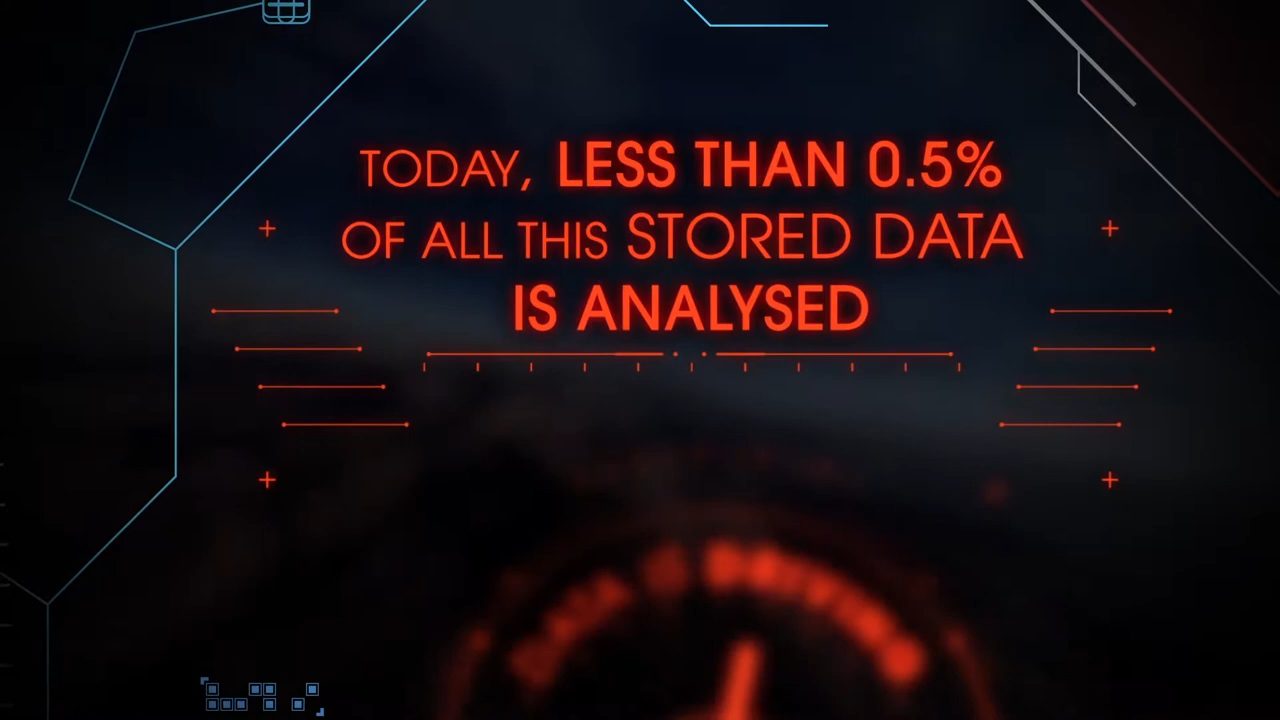 TODAY, LESS THAN 0.5%
OF ALL THIS STORED DATA
IS ANALYSED